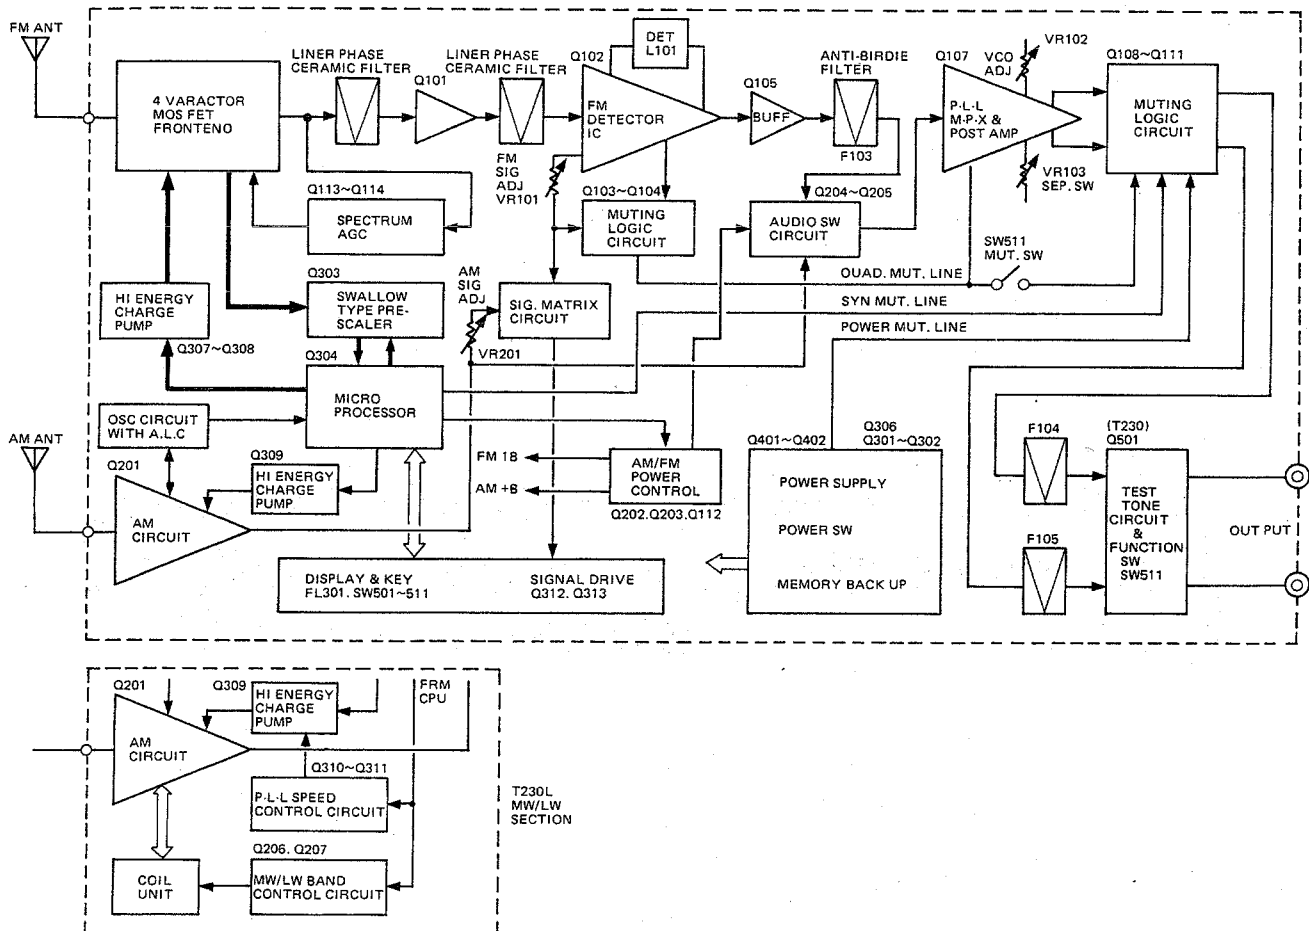 FM ANT
4 VARACTOR
MOS FET
FRONTENO
LINER PHASE
CERAMIC FILTER
Q101
LINER PHASE
CERAMIC FILTER
Q102
DET
L101
FM
DETECTOR
IC
Q105
BUFF
ANTI-BIRDIE
FILTER
F103
Q107
VCO
ADJ
VR102
P·L·L
M·P·X &
POST AMP
VR103
SEP. SW
Q108~Q111
MUTING
LOGIC
CIRCUIT
Q113~Q114
SPECTRUM
AGC
FM
SIG
ADJ
VR101
Q103~Q104
MUTING
LOGIC
CIRCUIT
Q204~Q205
AUDIO SW
CIRCUIT
SW511
MUT. SW
QUAD. MUT. LINE
SYN MUT. LINE
POWER MUT. LINE
HI ENERGY
CHARGE
PUMP
Q307~Q308
Q303
SWALLOW
TYPE PRE-
SCALER
AM
SIG
ADJ
VR201
SIG. MATRIX
CIRCUIT
Q304
MICRO
PROCESSOR
OSC CIRCUIT
WITH A.L.C
AM ANT
Q201
AM
CIRCUIT
Q309
HI ENERGY
CHARGE
PUMP
FM 18
AM +B
AM/FM
POWER
CONTROL
Q202. Q203. Q112
Q401~Q402
Q306
Q301~Q302
POWER SUPPLY
POWER SW
MEMORY BACK UP
F104
F105
(T230)
Q501
TEST
TONE
CIRCUIT
&
FUNCTION
SW
SW511
OUT PUT
DISPLAY & KEY
FL301. SW501~511
SIGNAL DRIVE
Q312. Q313
Q201
AM
CIRCUIT
Q309
HI ENERGY
CHARGE
PUMP
FRM
CPU
Q310~Q311
P·L·L SPEED
CONTROL CIRCUIT
Q206. Q207
COIL
UNIT
MW/LW BAND
CONTROL CIRCUIT
T230L
MW/LW
SECTION